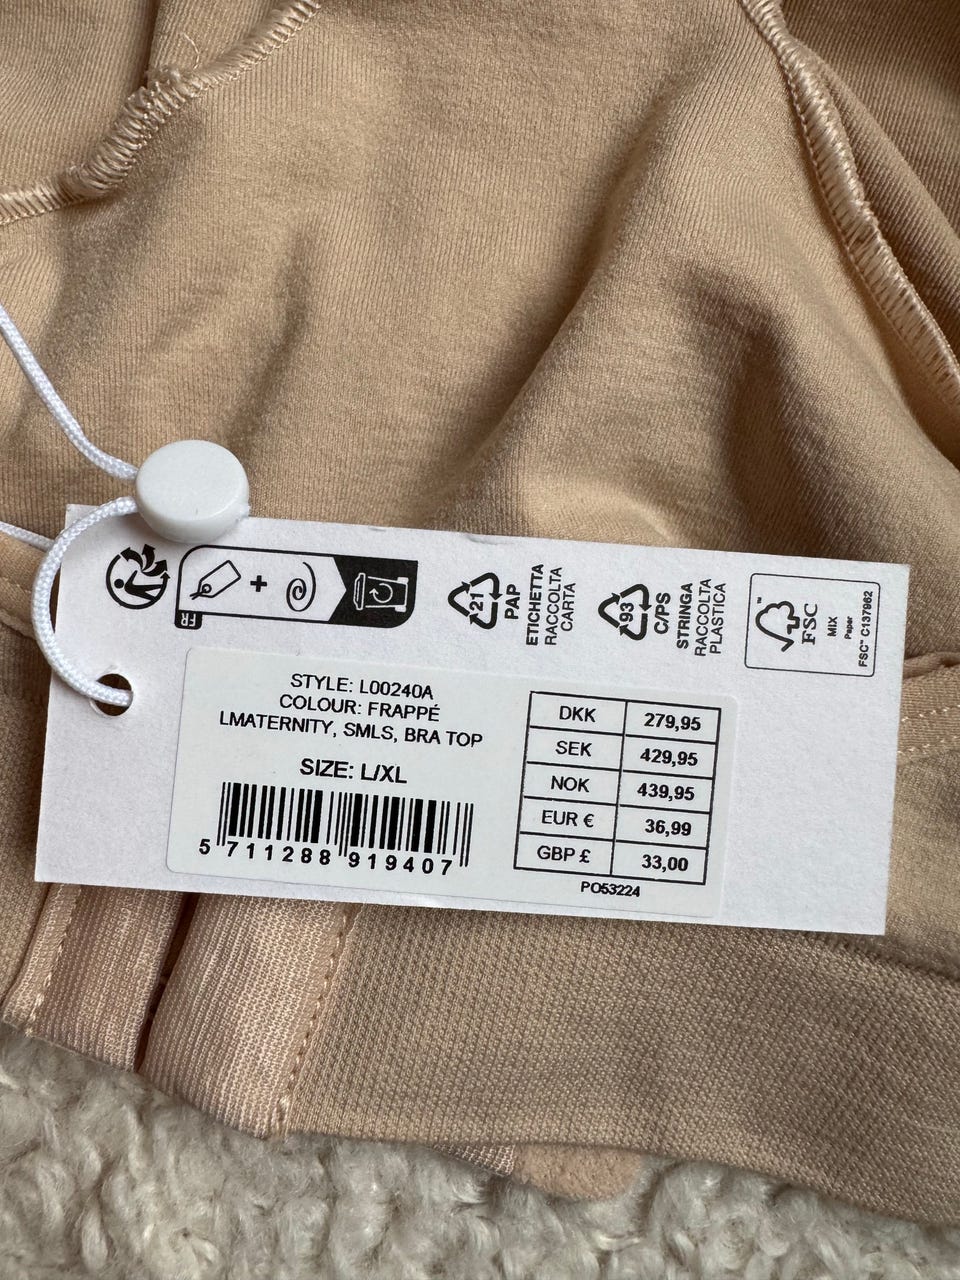 FR
21
PAP
ETICHETTA
RACCOLTA
CARTA
93
C/PS
STRINGA
RACCOLTA
PLASTICA
FSC
MIX
Paper
FSC™ C137962
STYLE: L00240A
COLOUR: FRAPPÉ
LMATERNITY, SMLS, BRA TOP
SIZE: L/XL
5 711288 919407
DKK 279,95
SEK 429,95
NOK 439,95
EUR € 36,99
GBP £ 33,00
PO53224